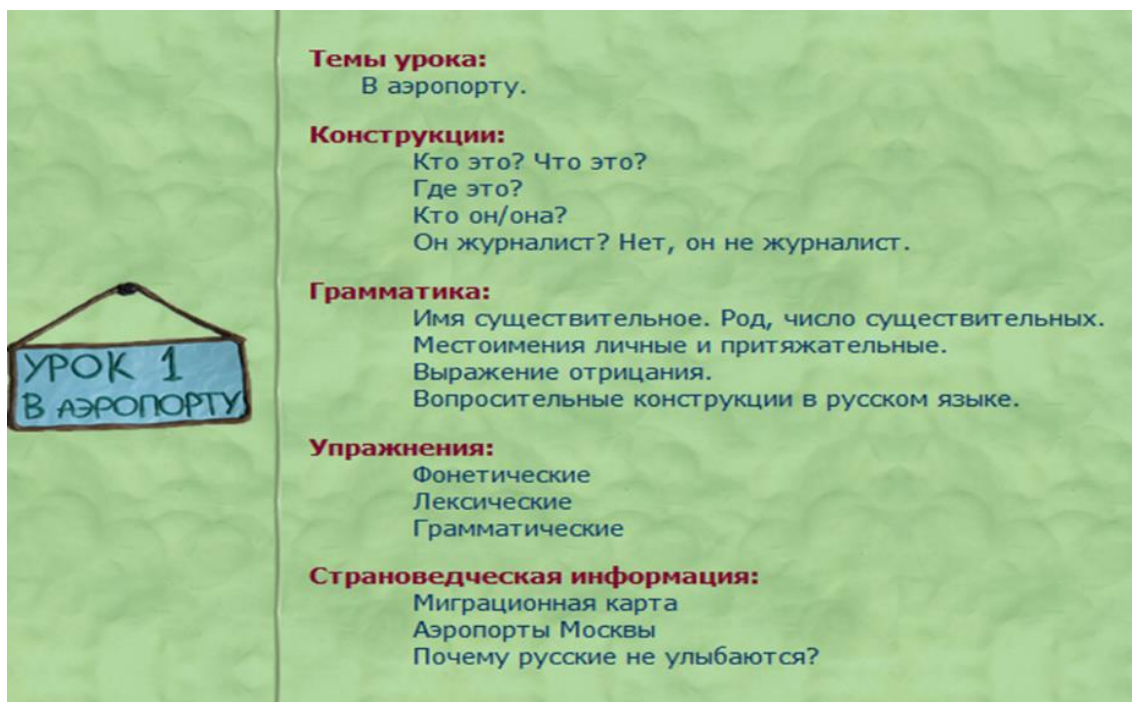 УРОК 1
В АЭРОПОРТУ
Темы урока:
В аэропорту.
Конструкции:
Кто это? Что это?
Где это?
Кто он/она?
Он журналист? Нет, он не журналист.
Грамматика:
Имя существительное. Род, число существительных.
Местоимения личные и притяжательные.
Выражение отрицания.
Вопросительные конструкции в русском языке.
Упражнения:
Фонетические
Лексические
Грамматические
Страноведческая информация:
Миграционная карта
Аэропорты Москвы
Почему русские не улыбаются?